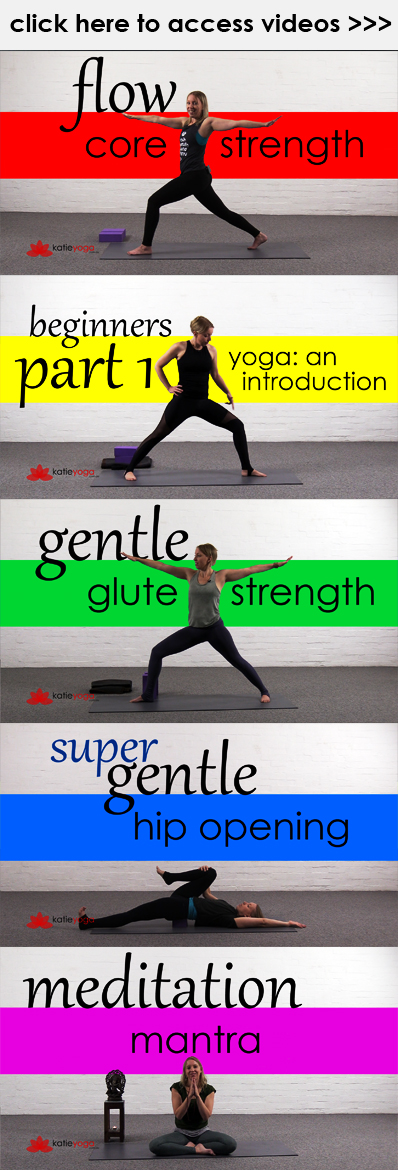 click here to access videos >>>
flow
core strength
katieyoga
beginners
part 1
yoga: an
introduction
katieyoga
gentle
glute strength
katieyoga
super
gentle
hip opening
katieyoga
meditation
mantra
katieyoga